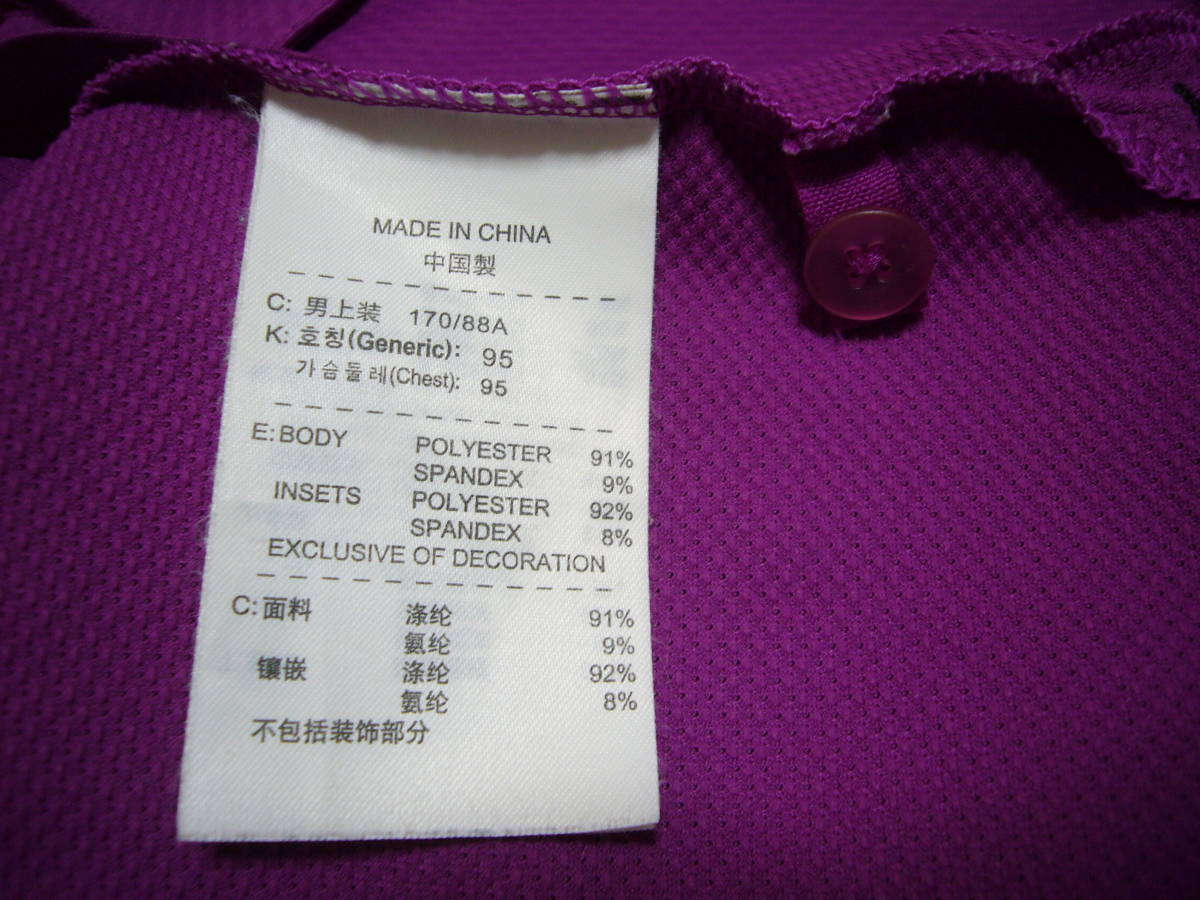 MADE IN CHINA
中国製
C: 男上装 170/88A
K: 호칭(Generic): 95
가슴둘레(Chest): 95
E: BODY POLYESTER 91%
SPANDEX 9%
INSETS POLYESTER 92%
SPANDEX 8%
EXCLUSIVE OF DECORATION
C: 面料 涤纶 91%
氨纶 9%
镶嵌 涤纶 92%
氨纶 8%
不包括装饰部分